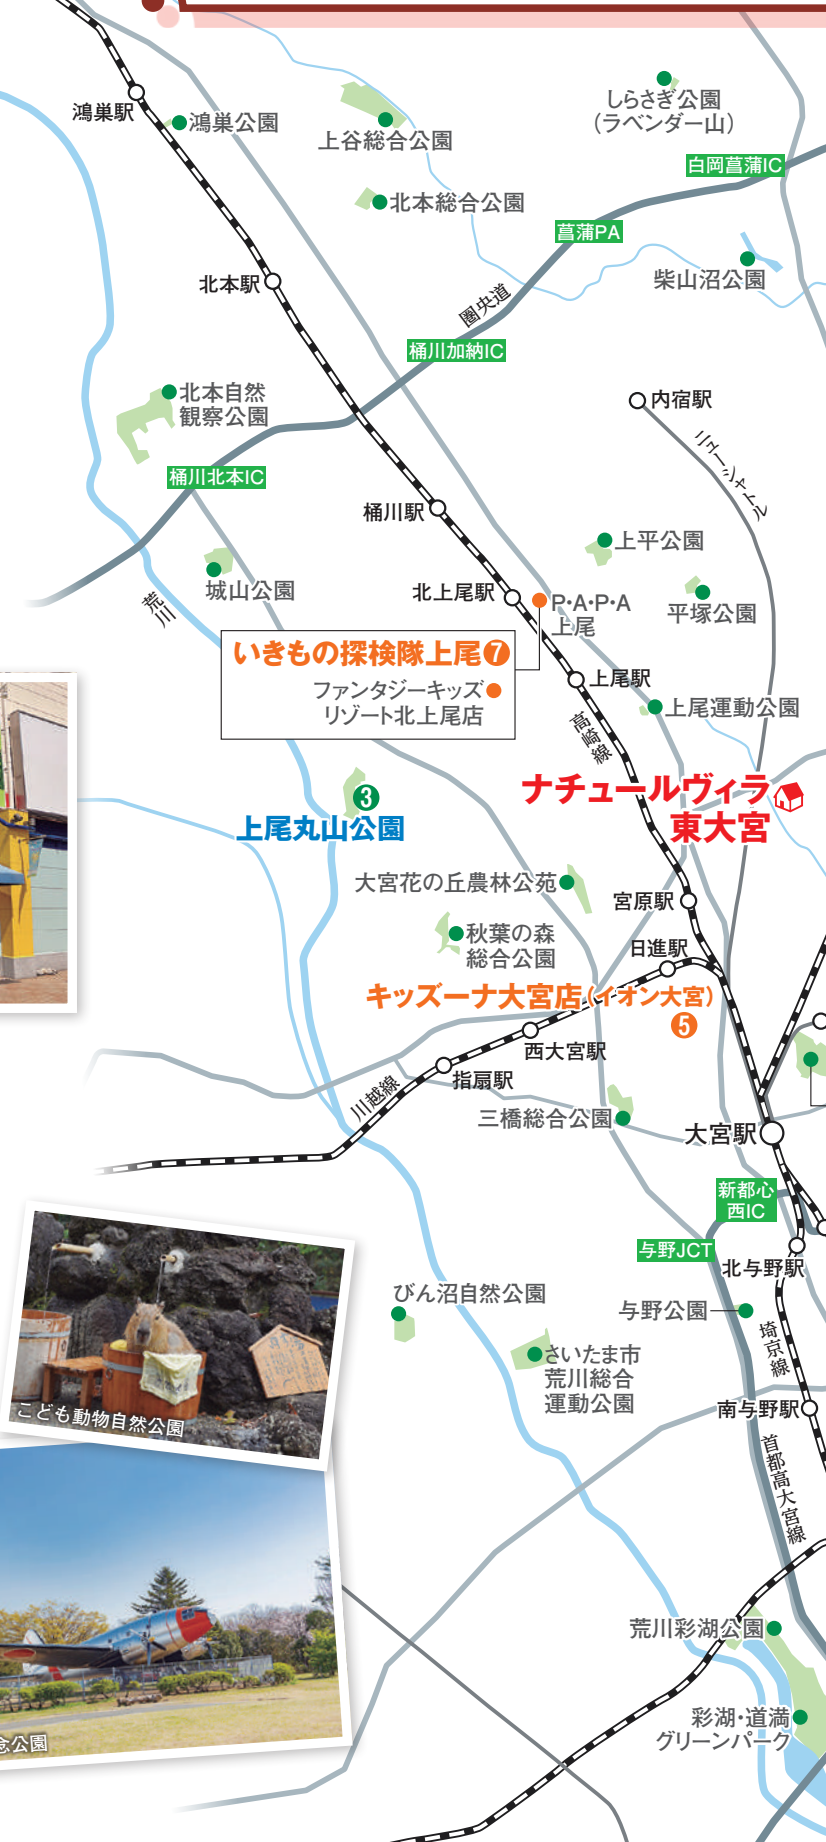 しらさぎ公園
(ラベンダー山)
鴻巣駅
鴻巣公園
上谷総合公園
白岡菖蒲IC
北本総合公園
菖蒲PA
柴山沼公園
北本駅
圏央道
桶川加納IC
北本自然
観察公園
内宿駅
ニューシャトル
桶川北本IC
桶川駅
上平公園
城山公園
荒川
北上尾駅
P・A・P・A
上尾
平塚公園
いきもの探検隊上尾❼
ファンタジーキッズ
リゾート北上尾店
上尾駅
上尾運動公園
高崎線
ナチュールヴィラ
東大宮
❸
上尾丸山公園
大宮花の丘農林公苑
宮原駅
秋葉の森
総合公園
日進駅
キッズーナ大宮店(イオン大宮)
❺
西大宮駅
指扇駅
川越線
三橋総合公園
大宮駅
新都心
西IC
与野JCT
北与野駅
びん沼自然公園
与野公園
埼京線
さいたま市
荒川総合
運動公園
南与野駅
こども動物自然公園
首都高大宮線
荒川彩湖公園
彩湖・道満
グリーンパーク
念公園